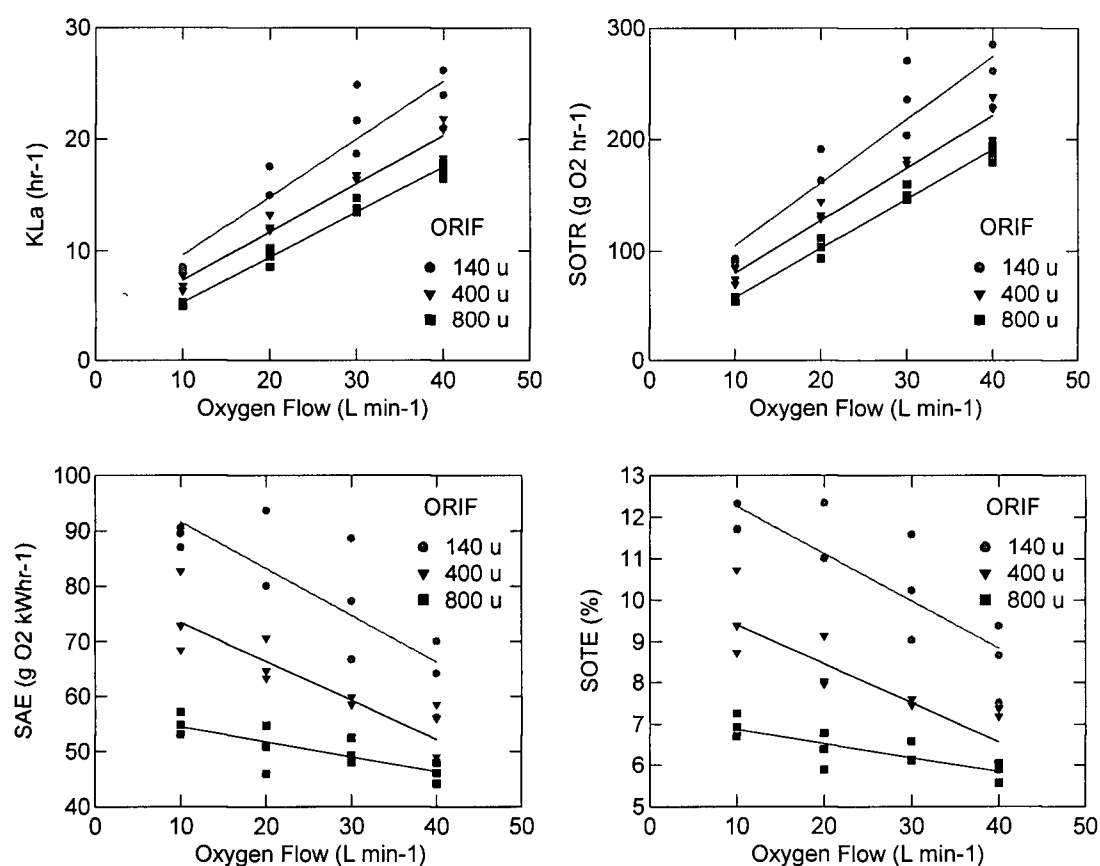 KLa (hr-1)
30
20
10
0
0 10 20 30 40 50
Oxygen Flow (L min-1)
ORIF
140 u
400 u
800 u
SOTR (g O2 hr-1)
300
200
100
0
0 10 20 30 40 50
Oxygen Flow (L min-1)
ORIF
140 u
400 u
800 u
SAE (g O2 kWhr-1)
100
90
80
70
60
50
40
0 10 20 30 40 50
Oxygen Flow (L min-1)
ORIF
140 u
400 u
800 u
SOTE (%)
13
12
11
10
9
8
7
6
5
0 10 20 30 40 50
Oxygen Flow (L min-1)
ORIF
140 u
400 u
800 u